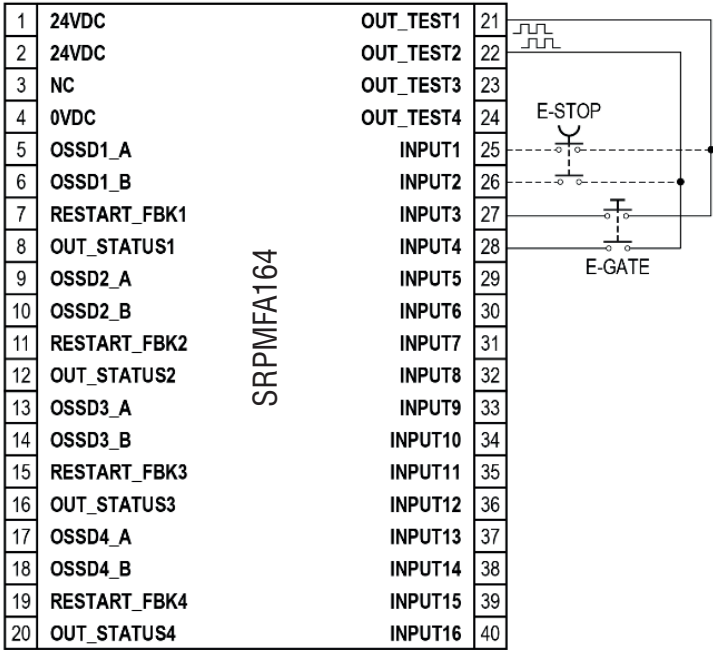 1 24VDC OUT_TEST1 21
2 24VDC OUT_TEST2 22
3 NC OUT_TEST3 23
4 0VDC OUT_TEST4 24
E-STOP
5 OSSD1_A INPUT1 25
6 OSSD1_B INPUT2 26
7 RESTART_FBK1 INPUT3 27
8 OUT_STATUS1 INPUT4 28
E-GATE
9 OSSD2_A INPUT5 29
10 OSSD2_B INPUT6 30
11 RESTART_FBK2 INPUT7 31
12 OUT_STATUS2 INPUT8 32
13 OSSD3_A INPUT9 33
14 OSSD3_B INPUT10 34
15 RESTART_FBK3 INPUT11 35
16 OUT_STATUS3 INPUT12 36
17 OSSD4_A INPUT13 37
18 OSSD4_B INPUT14 38
19 RESTART_FBK4 INPUT15 39
20 OUT_STATUS4 INPUT16 40
SRPMFA164